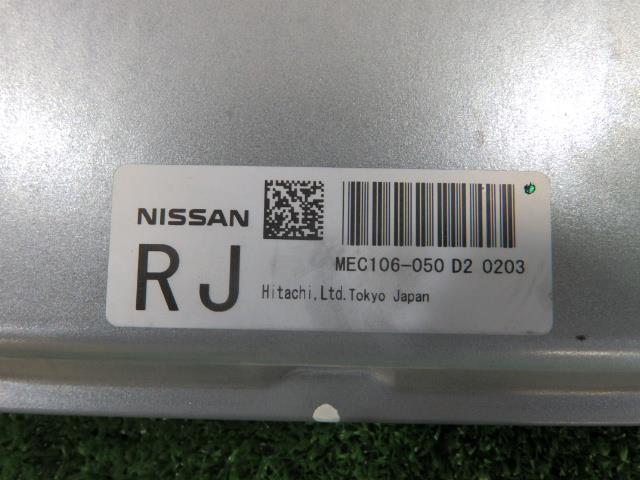 NISSAN
RJ
MEC106-050 D2 0203
Hitachi,Ltd.Tokyo Japan